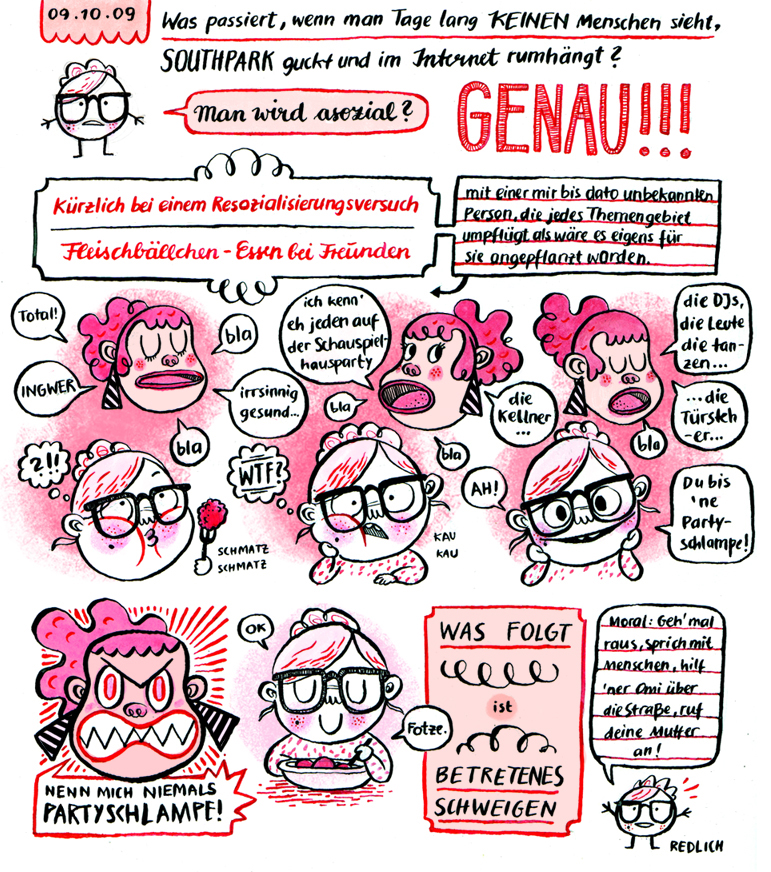 09.10.09
Was passiert, wenn man Tage lang KEINEN Menschen sieht,
SOUTHPARK guckt und im Internet rumhängt?
Man wird asozial?
GENAU!!!
Kürzlich bei einem Resozialisierungsversuch
Fleischbällchen-Essen bei Freunden
mit einer mir bis dato unbekannten
Person, die jedes Themengebiet
umpflügt als wäre es eigens für
sie angepflanzt worden.
Total!
bla
INGWER
irrsinnig
gesund...
bla
ich kenn'
eh jeden auf
der Schauspiel-
hausparty
bla
die
Kellner
...
bla
die DJs,
die Leute
die tan-
zen...
...die
Türsteh-
er...
bla
?!!
SCHMATZ
SCHMATZ
WTF?
KAU
KAU
AH!
Du bis
'ne
Party-
schlampe!
NENN MICH NIEMALS
PARTYSCHLAMPE!
OK
Fotze.
WAS FOLGT
ist
BETRETENES
SCHWEIGEN
Moral: Geh' mal
raus, sprich mit
Menschen, hilf
'ner Omi über
die Straße, ruf
deine Mutter
an!
REDLICH